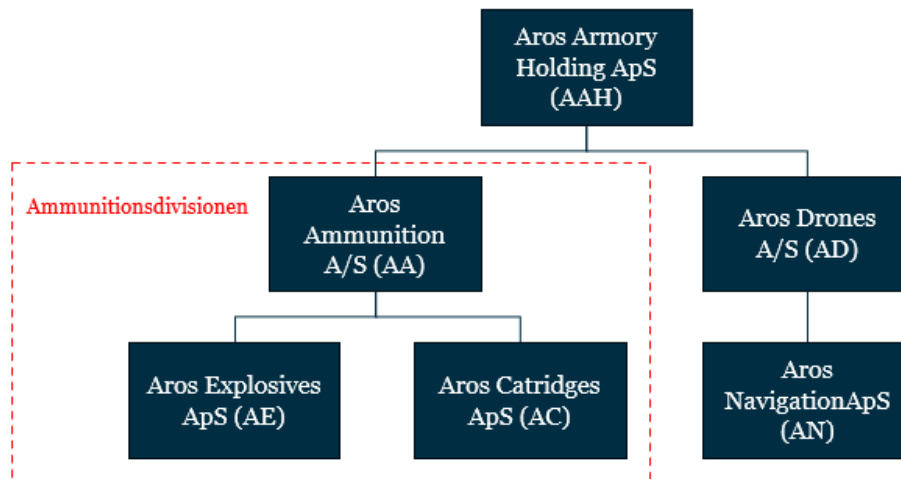 Aros Armory
Holding ApS
(AAH)
Ammunitionsdivisionen
Aros
Ammunition
A/S (AA)
Aros Drones
A/S (AD)
Aros Explosives
ApS (AE)
Aros Catridges
ApS (AC)
Aros
NavigationApS
(AN)